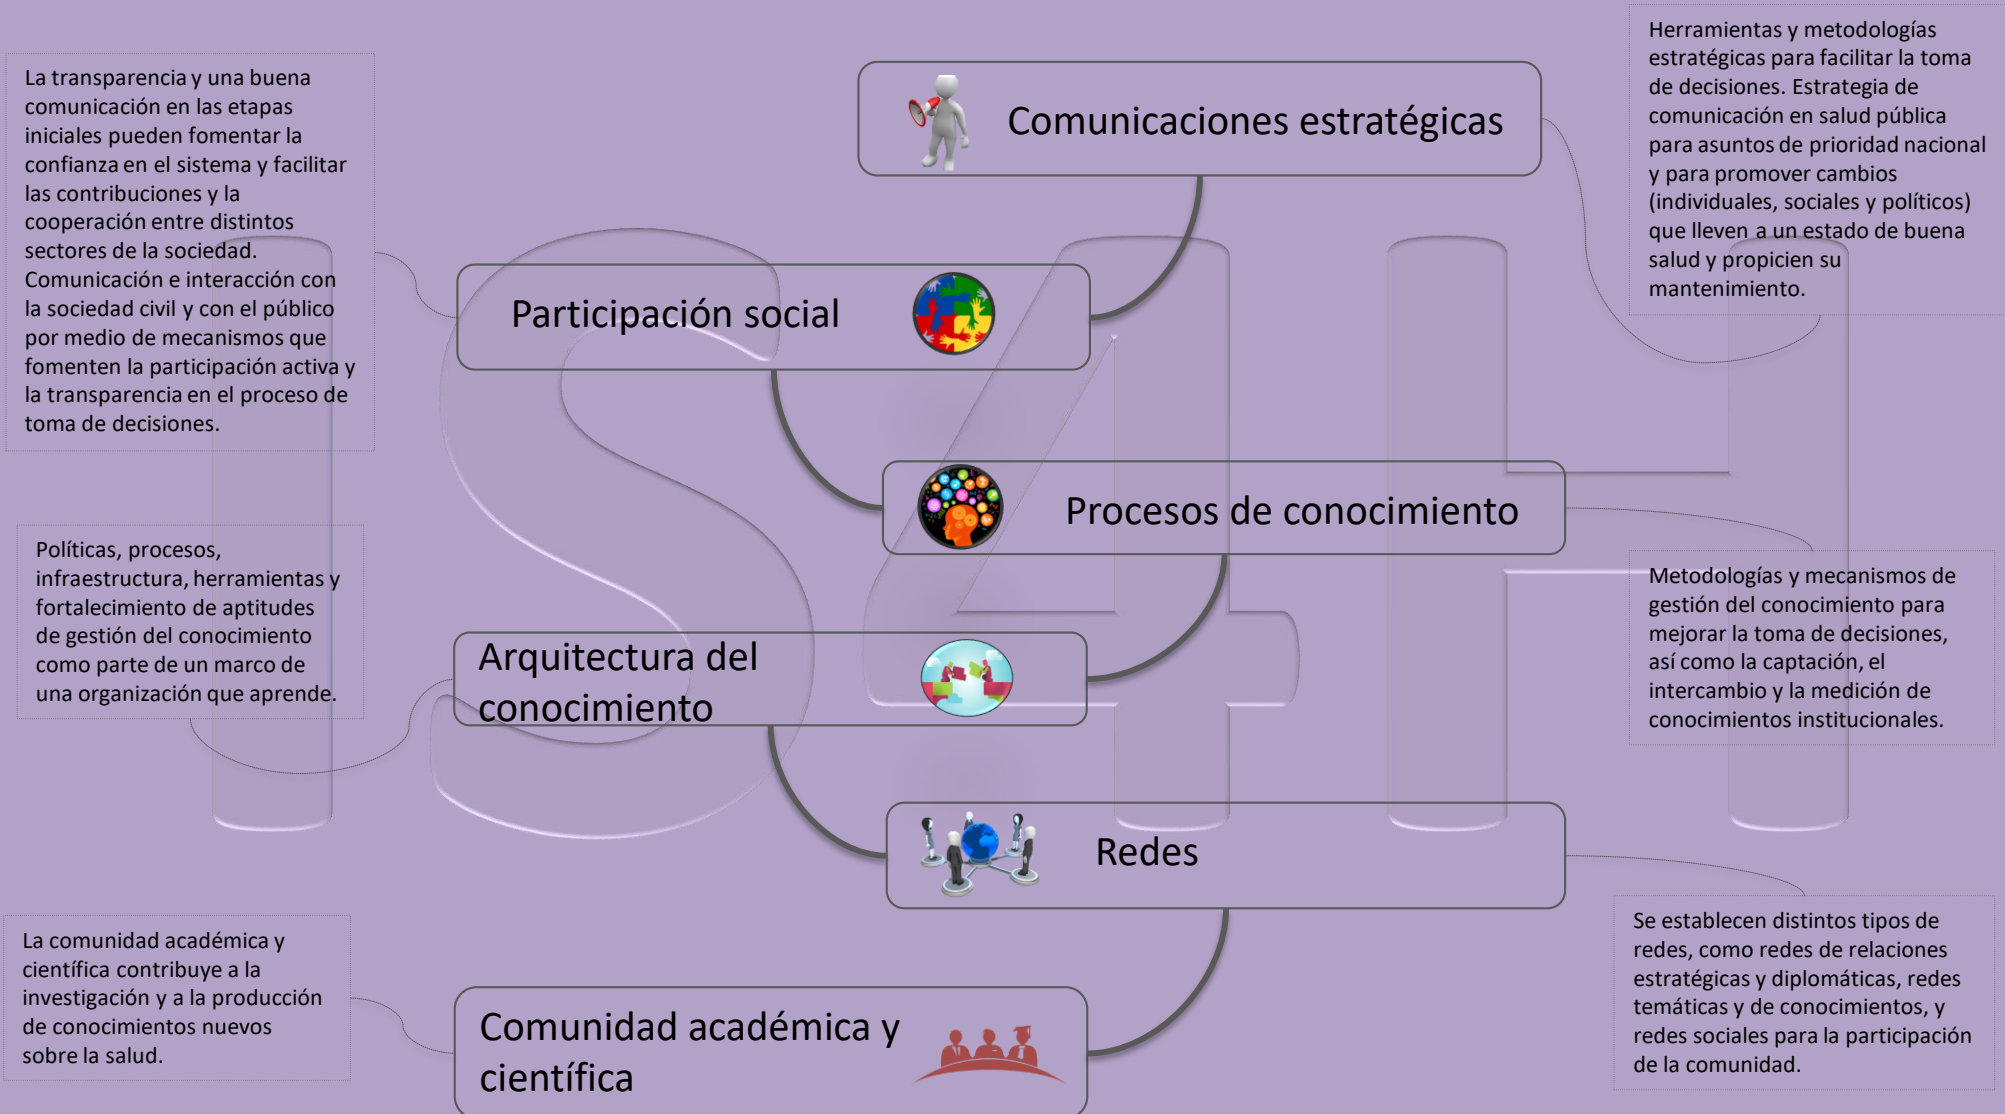 Comunicaciones estratégicas
Herramientas y metodologías
estratégicas para facilitar la toma
de decisiones. Estrategia de
comunicación en salud pública
para asuntos de prioridad nacional
y para promover cambios
(individuales, sociales y políticos)
que lleven a un estado de buena
salud y propicien su
mantenimiento.
La transparencia y una buena
comunicación en las etapas
iniciales pueden fomentar la
confianza en el sistema y facilitar
las contribuciones y la
cooperación entre distintos
sectores de la sociedad.
Comunicación e interacción con
la sociedad civil y con el público
por medio de mecanismos que
fomenten la participación activa y
la transparencia en el proceso de
toma de decisiones.
Participación social
Procesos de conocimiento
Metodologías y mecanismos de
gestión del conocimiento para
mejorar la toma de decisiones,
así como la captación, el
intercambio y la medición de
conocimientos institucionales.
Políticas, procesos,
infraestructura, herramientas y
fortalecimiento de aptitudes
de gestión del conocimiento
como parte de un marco de
una organización que aprende.
Arquitectura del
conocimiento
Redes
Se establecen distintos tipos de
redes, como redes de relaciones
estratégicas y diplomáticas, redes
temáticas y de conocimientos, y
redes sociales para la participación
de la comunidad.
La comunidad académica y
científica contribuye a la
investigación y a la producción
de conocimientos nuevos
sobre la salud.
Comunidad académica y
científica
IS4H